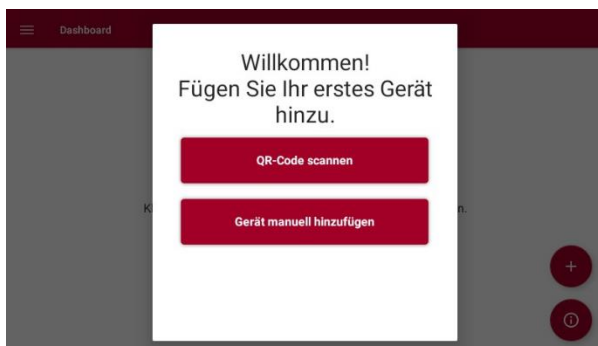 Dashboard
Willkommen!
Fügen Sie Ihr erstes Gerät
hinzu.
QR-Code scannen
Gerät manuell hinzufügen